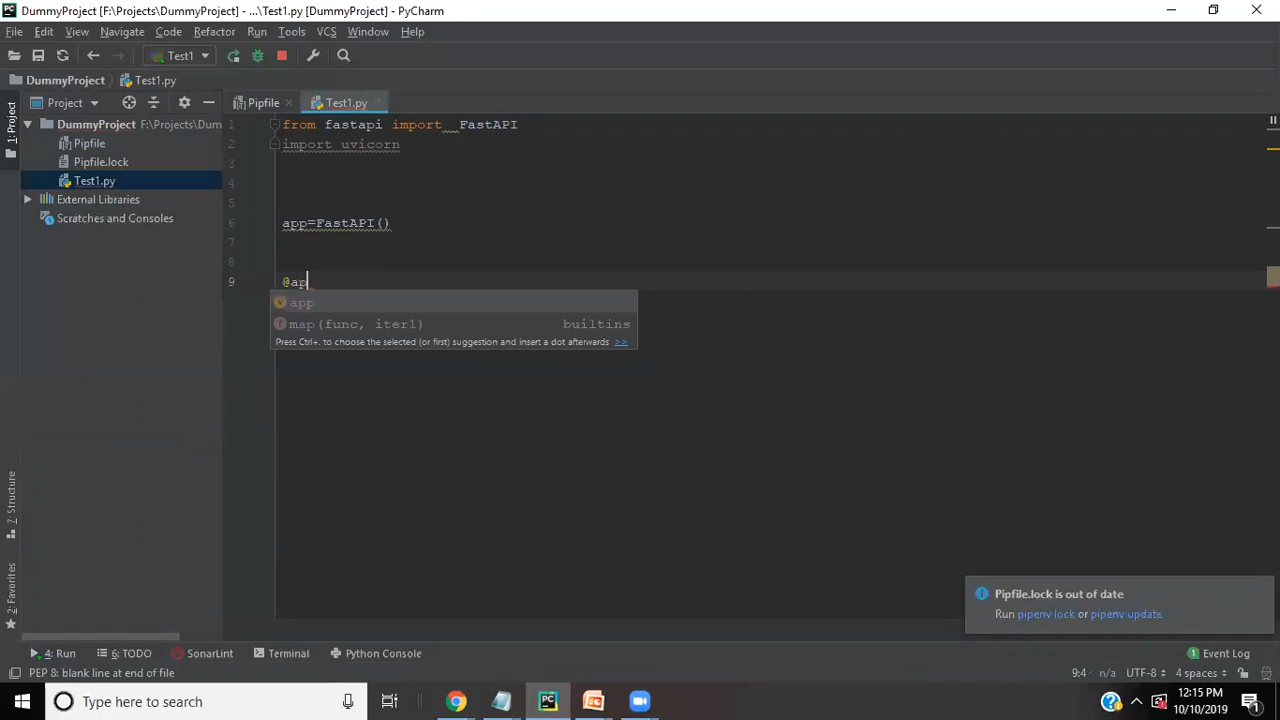 DummyProject [F:\Projects\DummyProject] - ...\Test1.py [DummyProject] - PyCharm
File Edit View Navigate Code Refactor Run Tools VCS Window Help
Test1
DummyProject Test1.py
Project
Pipfile
Test1.py
1: Project
DummyProject F:\Projects\Dum
Pipfile
Pipfile.lock
Test1.py
External Libraries
Scratches and Consoles
1 from fastapi import  FastAPI
2 import uvicorn
3
4
5
6 app=FastAPI()
7
8
9 @ap
app
map(func, iter1) builtins
Press Ctrl+. to choose the selected (or first) suggestion and insert a dot afterwards >>
7: Structure
2: Favorites
Pipfile.lock is out of date
Run pipenv lock or pipenv update
4: Run 6: TODO SonarLint Terminal Python Console 1 Event Log
PEP 8: blank line at end of file 9:4 n/a UTF-8 4 spaces
Type here to search
12:15 PM
10/10/2019
1